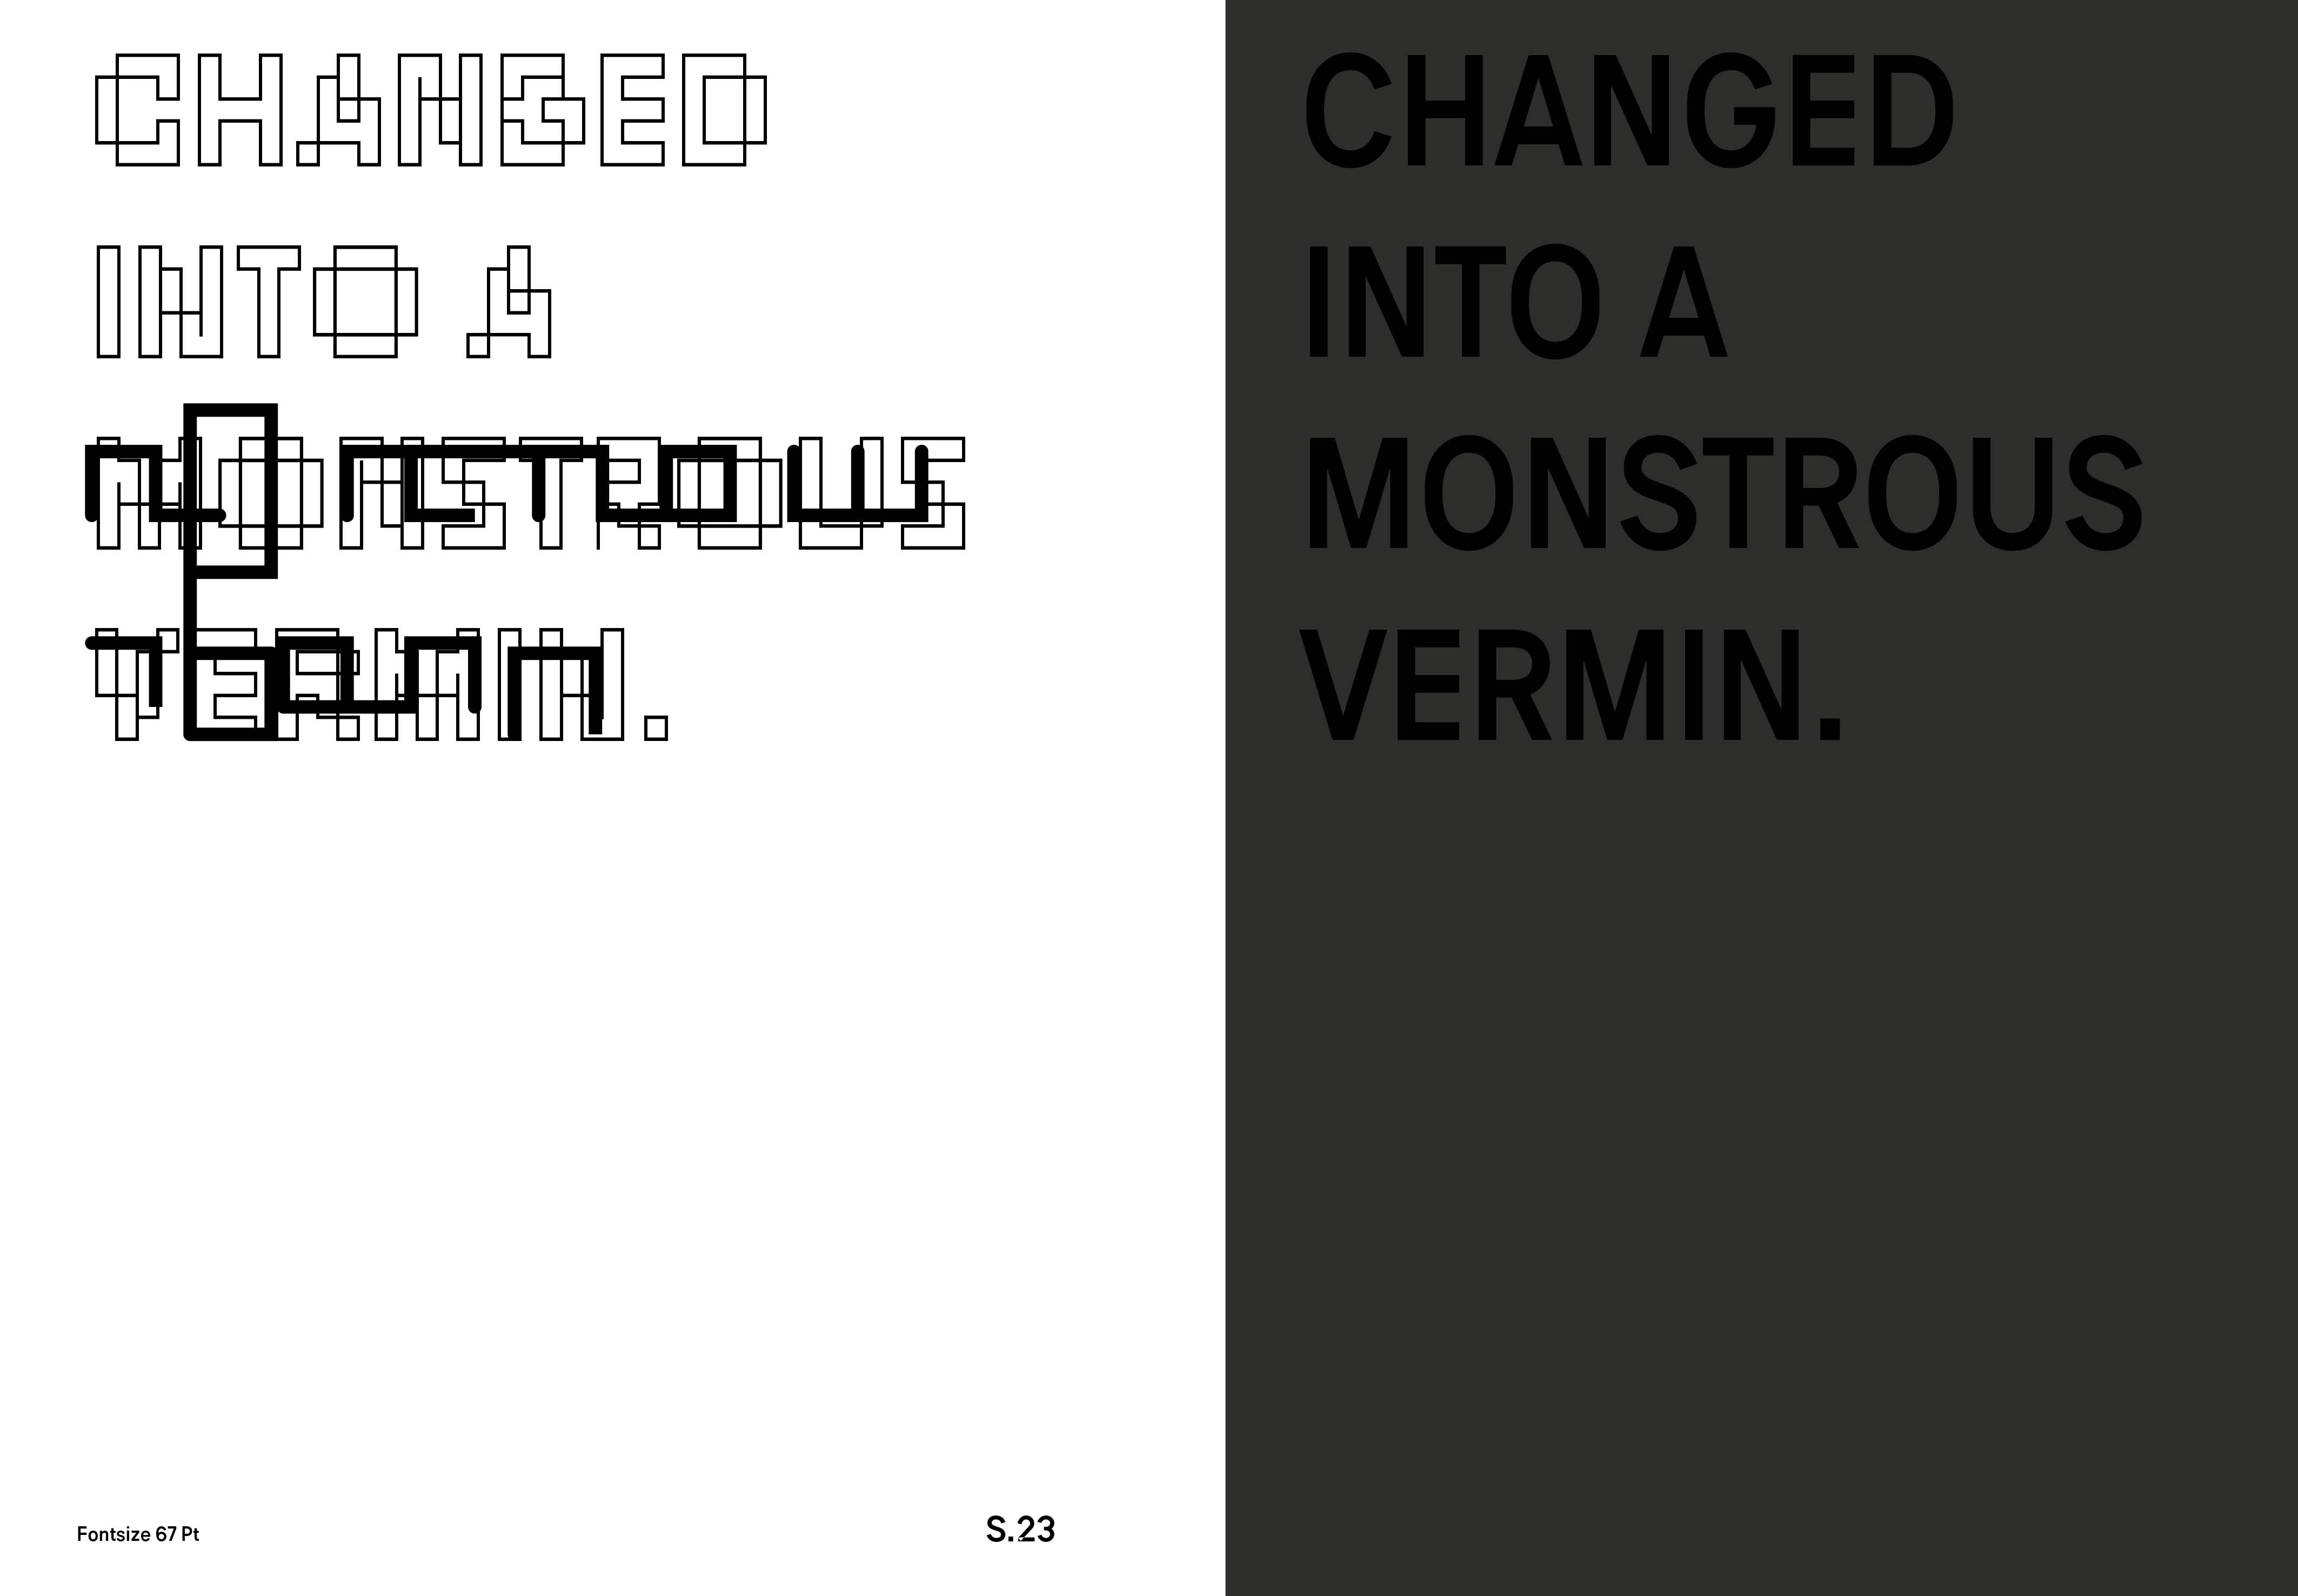 CHANGED
INTO A
MONSTROUS
VERMIN.
Fontsize 67 Pt
S.23
CHANGED
INTO A
MONSTROUS
VERMIN.